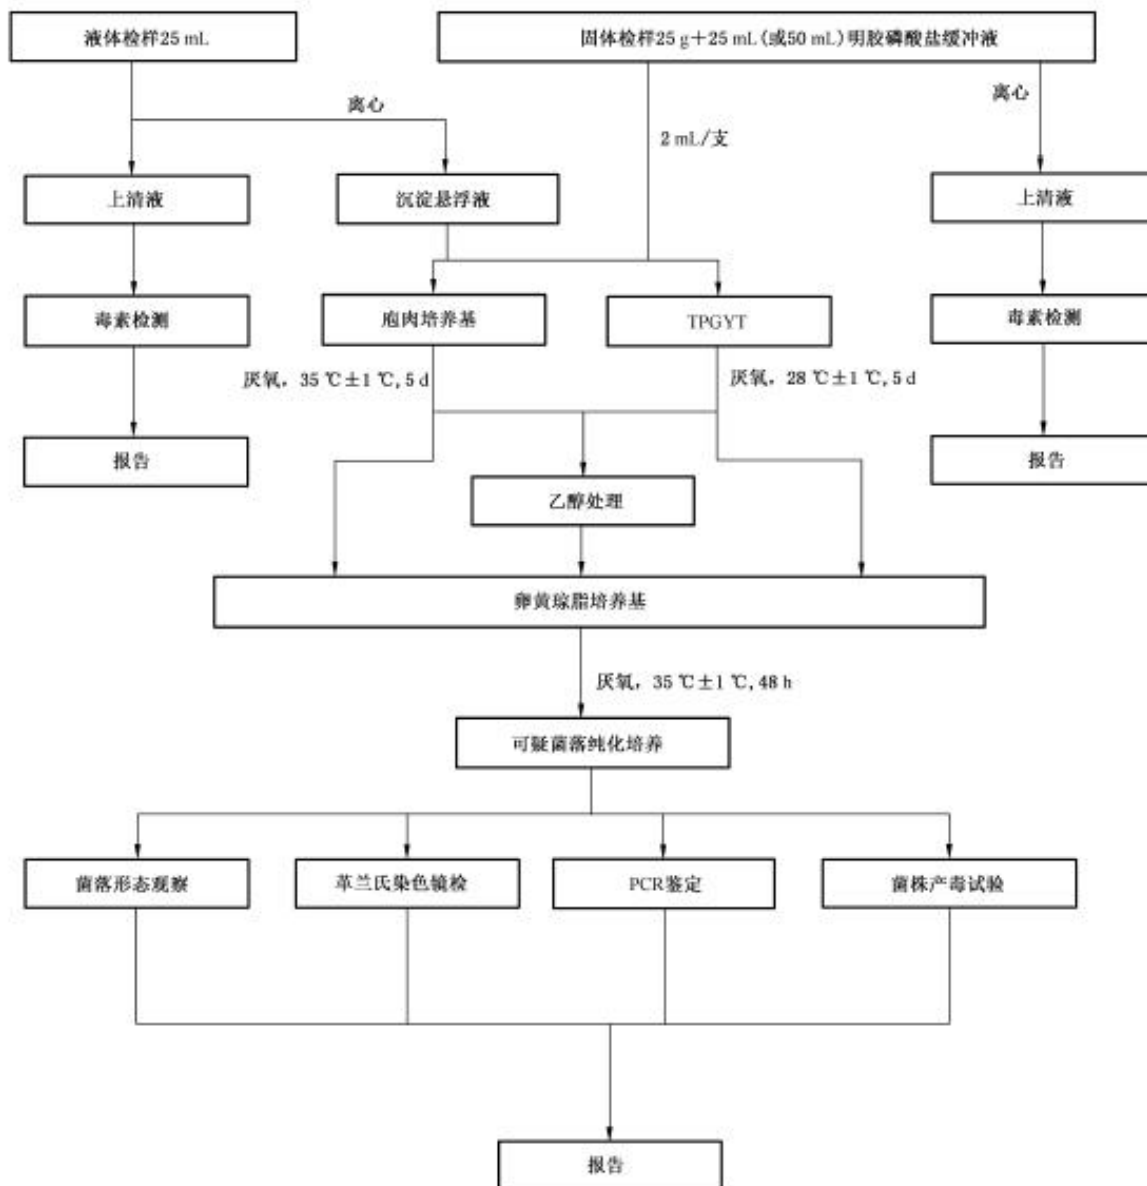 液体检样25 mL
固体检样25 g+25 mL(或50 mL)明胶磷酸盐缓冲液
离心
离心
2 mL/支
上清液
沉淀悬浮液
上清液
毒素检测
庖肉培养基
TPGYT
毒素检测
厌氧，35 ℃±1 ℃,5 d
厌氧，28 ℃±1 ℃,5 d
报告
报告
乙醇处理
卵黄琼脂培养基
厌氧，35 ℃±1 ℃,48 h
可疑菌落纯化培养
菌落形态观察
革兰氏染色镜检
PCR鉴定
菌株产毒试验
报告